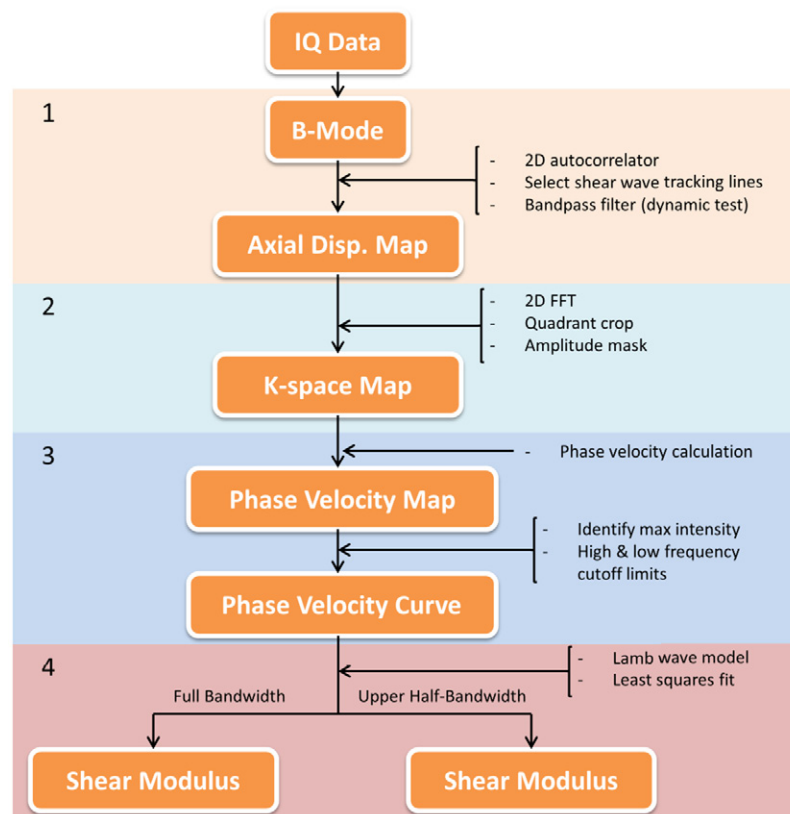 IQ Data
1
B-Mode
- 2D autocorrelator
- Select shear wave tracking lines
- Bandpass filter (dynamic test)
Axial Disp. Map
2
- 2D FFT
- Quadrant crop
- Amplitude mask
K-space Map
3
- Phase velocity calculation
Phase Velocity Map
- Identify max intensity
- High & low frequency
cutoff limits
Phase Velocity Curve
4
- Lamb wave model
- Least squares fit
Full Bandwidth
Upper Half-Bandwidth
Shear Modulus
Shear Modulus